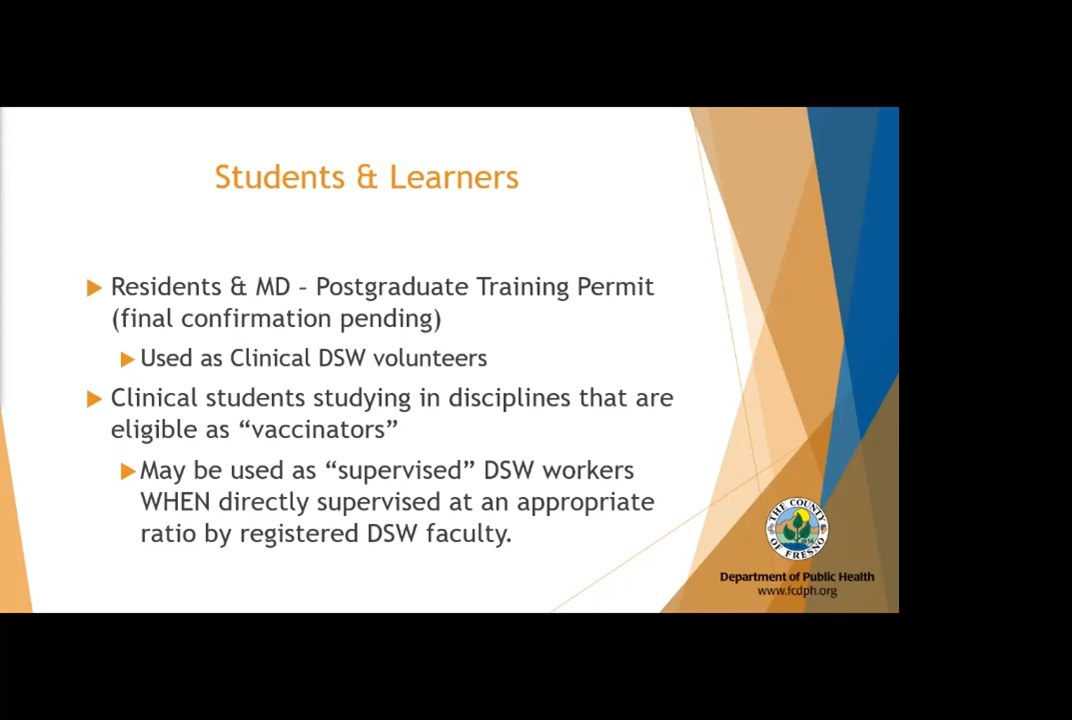 Students & Learners
Residents & MD – Postgraduate Training Permit
(final confirmation pending)
Used as Clinical DSW volunteers
Clinical students studying in disciplines that are
eligible as “vaccinators”
May be used as “supervised” DSW workers
WHEN directly supervised at an appropriate
ratio by registered DSW faculty.
THE COUNTY
OF FRESNO
Department of Public Health
www.fcdph.org